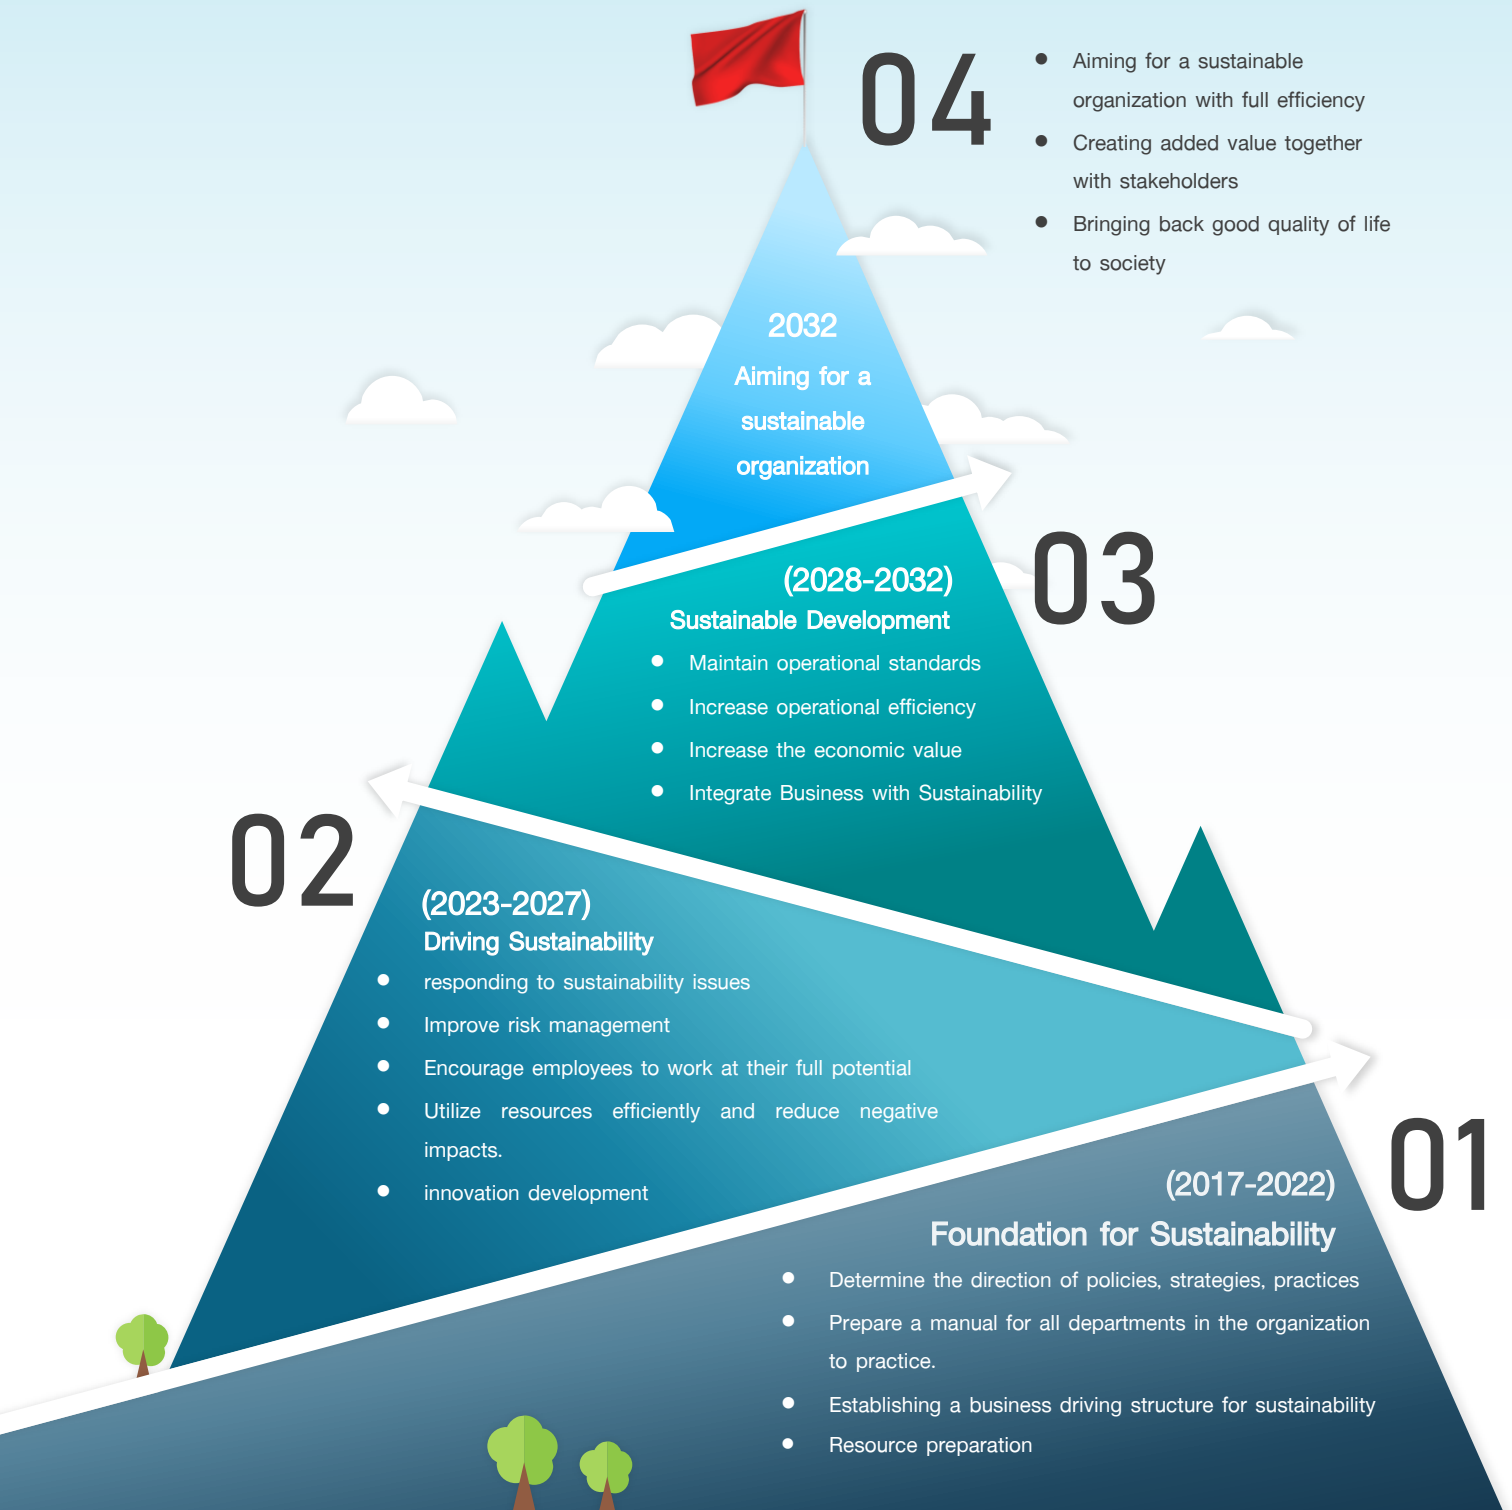 04
Aiming for a sustainable
organization with full efficiency
Creating added value together
with stakeholders
Bringing back good quality of life
to society
2032
Aiming for a
sustainable
organization
03
(2028-2032)
Sustainable Development
Maintain operational standards
Increase operational efficiency
Increase the economic value
Integrate Business with Sustainability
02
(2023-2027)
Driving Sustainability
responding to sustainability issues
Improve risk management
Encourage employees to work at their full potential
Utilize resources efficiently and reduce negative
impacts.
innovation development
01
(2017-2022)
Foundation for Sustainability
Determine the direction of policies, strategies, practices
Prepare a manual for all departments in the organization
to practice.
Establishing a business driving structure for sustainability
Resource preparation